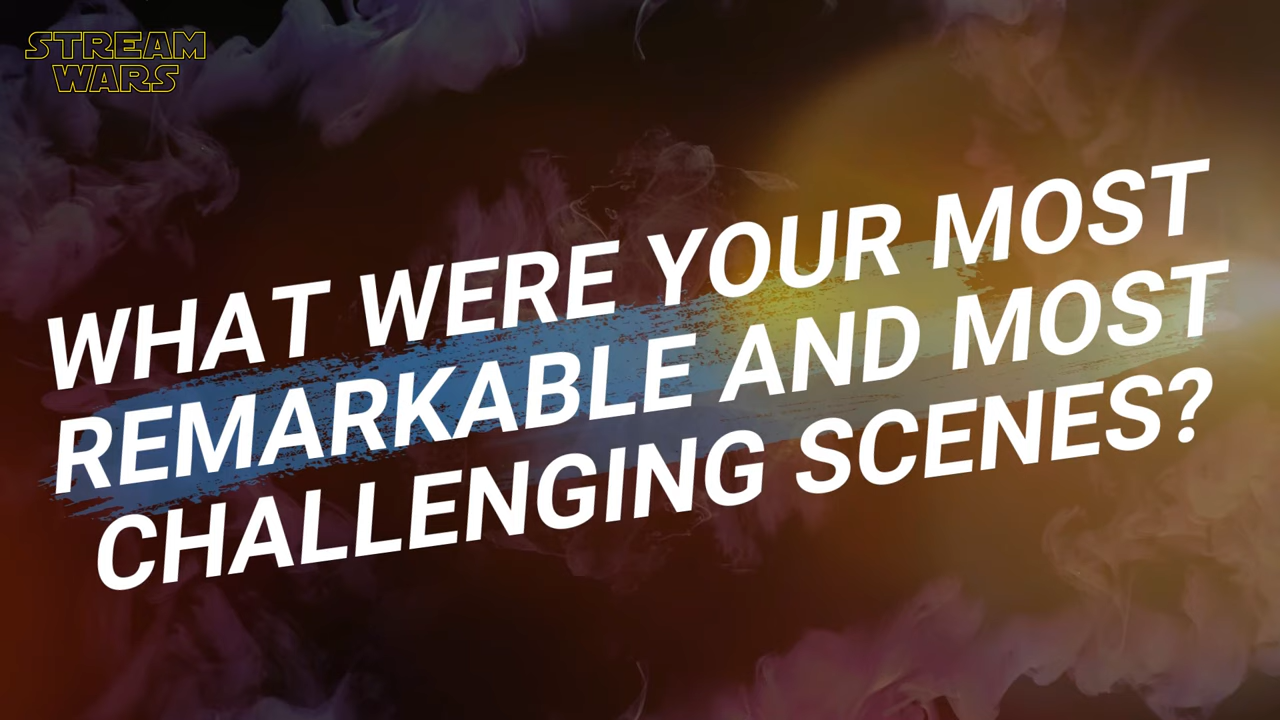 STREAM
WARS
WHAT WERE YOUR MOST
REMARKABLE AND MOST
CHALLENGING SCENES?